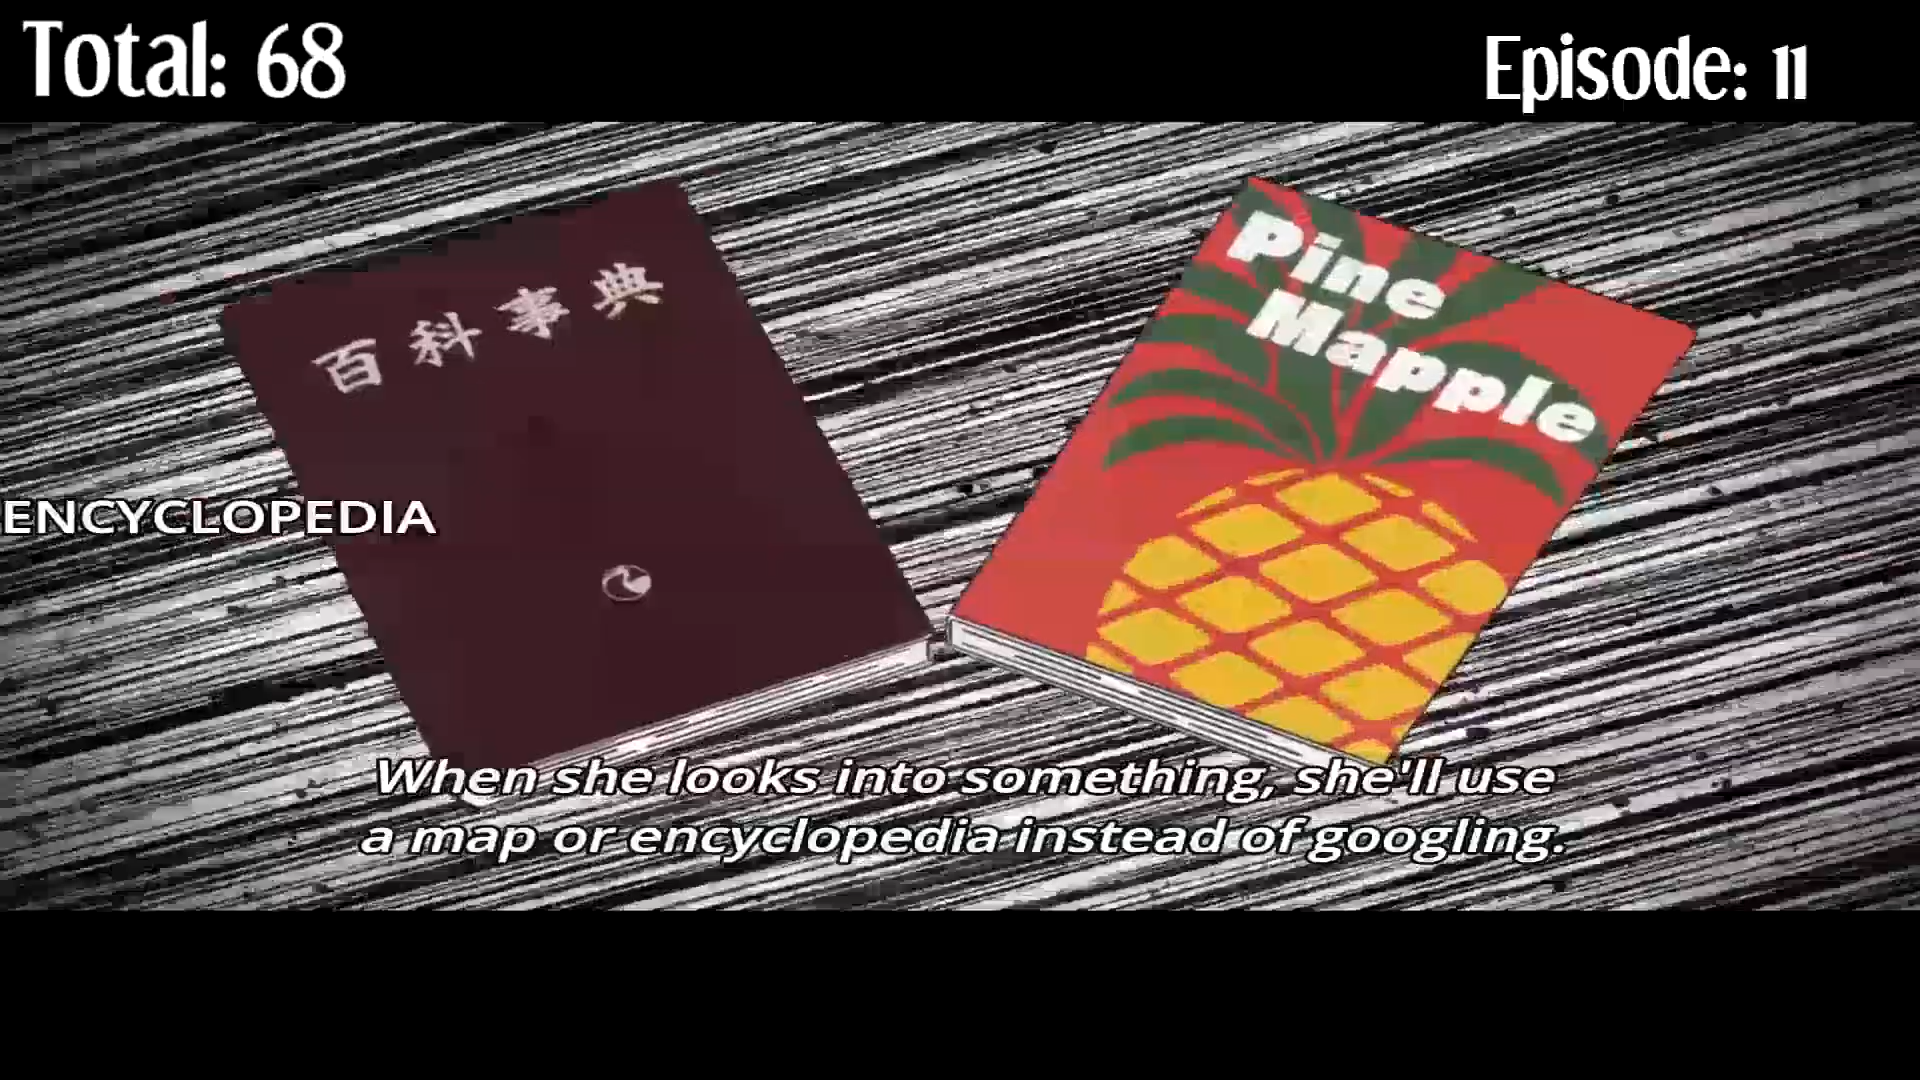 Total: 68
Episode: 11
百科事典
Pine
Mapple
ENCYCLOPEDIA
When she looks into something, she'll use
a map or encyclopedia instead of googling.